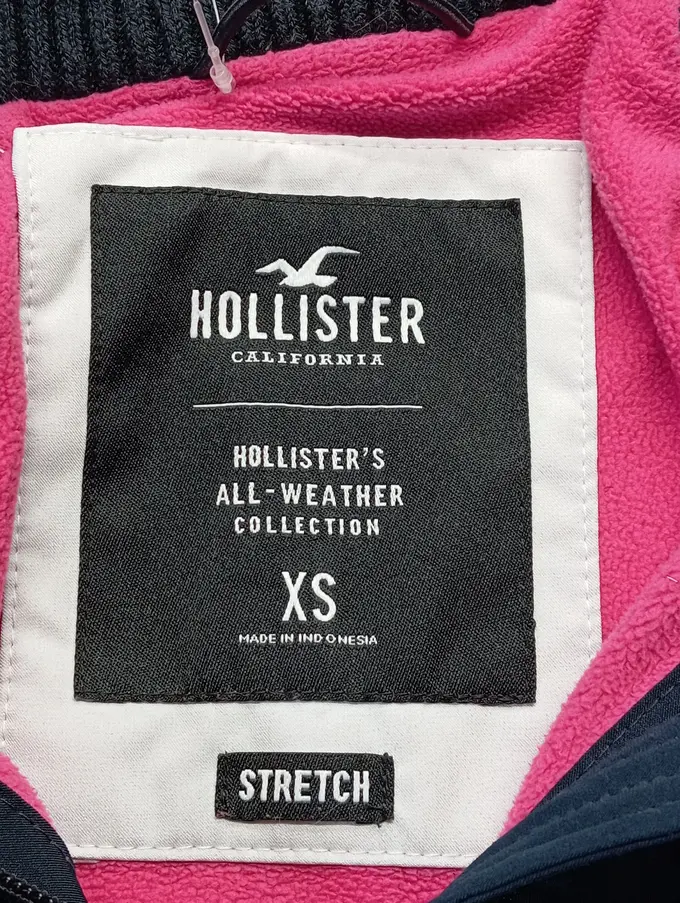 HOLLISTER
CALIFORNIA
HOLLISTER'S
ALL-WEATHER
COLLECTION
XS
MADE IN INDONESIA
STRETCH